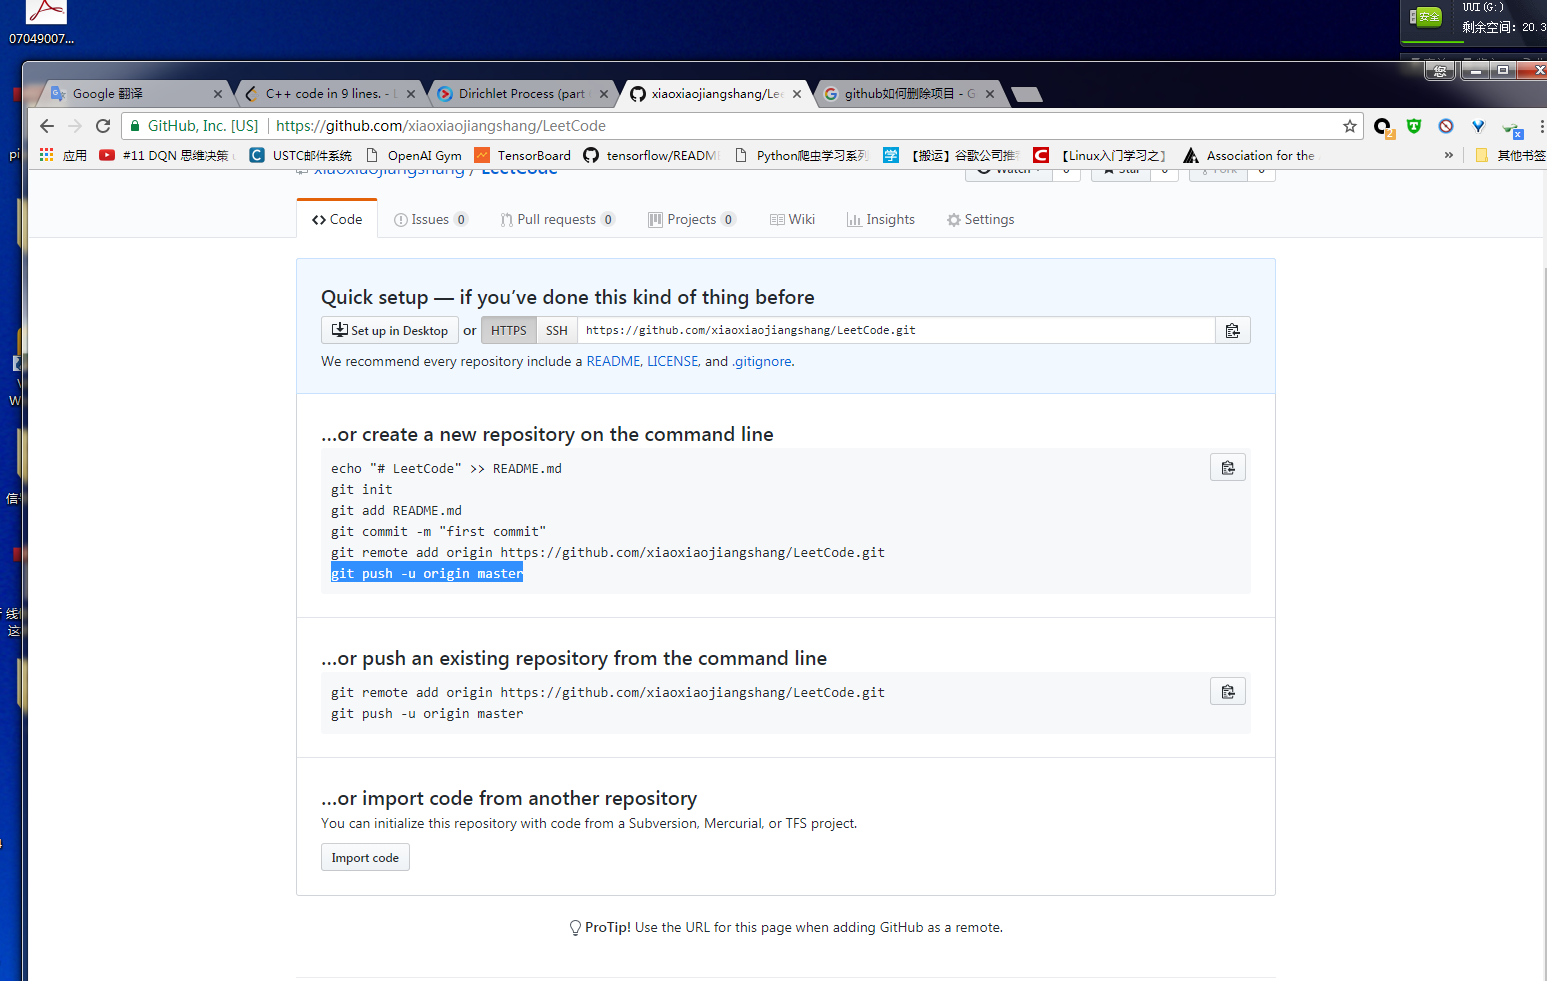 07049007...
UUI(G:)
安全
剩余空间: 20.3
您
Google 翻译
C++ code in 9 lines. - L
Dirichlet Process (part
xiaoxiaojiangshang/Lee
github如何删除项目 - G
GitHub, Inc. [US]
https://github.com/xiaoxiaojiangshang/LeetCode
2
x
应用
#11 DQN 思维决策
USTC邮件系统
OpenAI Gym
TensorBoard
tensorflow/README
Python爬虫学习系列
学
【搬运】谷歌公司推
【Linux入门学习之】
Association for the
»
其他书签
xiaoxiaojiangshang / LeetCode
Watch
0
Star
0
Fork
0
Code
Issues 0
Pull requests 0
Projects 0
Wiki
Insights
Settings
Quick setup — if you’ve done this kind of thing before
Set up in Desktop or HTTPS SSH https://github.com/xiaoxiaojiangshang/LeetCode.git
We recommend every repository include a README, LICENSE, and .gitignore.
…or create a new repository on the command line
echo "# LeetCode" >> README.md
git init
git add README.md
git commit -m "first commit"
git remote add origin https://github.com/xiaoxiaojiangshang/LeetCode.git
git push -u origin master
…or push an existing repository from the command line
git remote add origin https://github.com/xiaoxiaojiangshang/LeetCode.git
git push -u origin master
…or import code from another repository
You can initialize this repository with code from a Subversion, Mercurial, or TFS project.
Import code
ProTip! Use the URL for this page when adding GitHub as a remote.